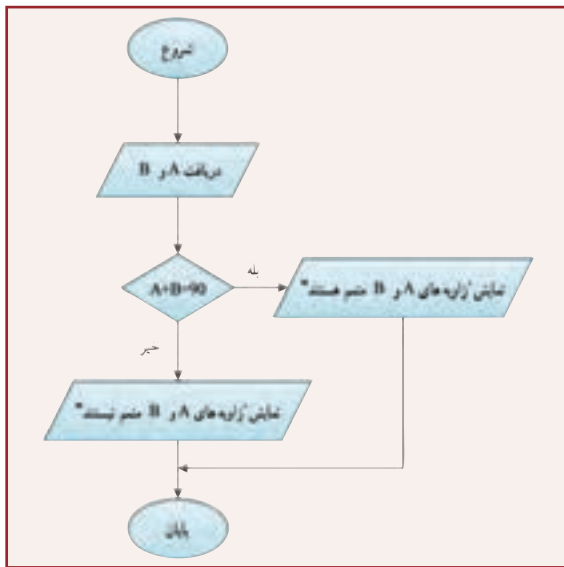 شروع
دریافت A و B
A+B=90
بله
نمایش "زاویه های A و B متمم هستند"
خیر
نمایش "زاویه های A و B متمم نیستند"
پایان